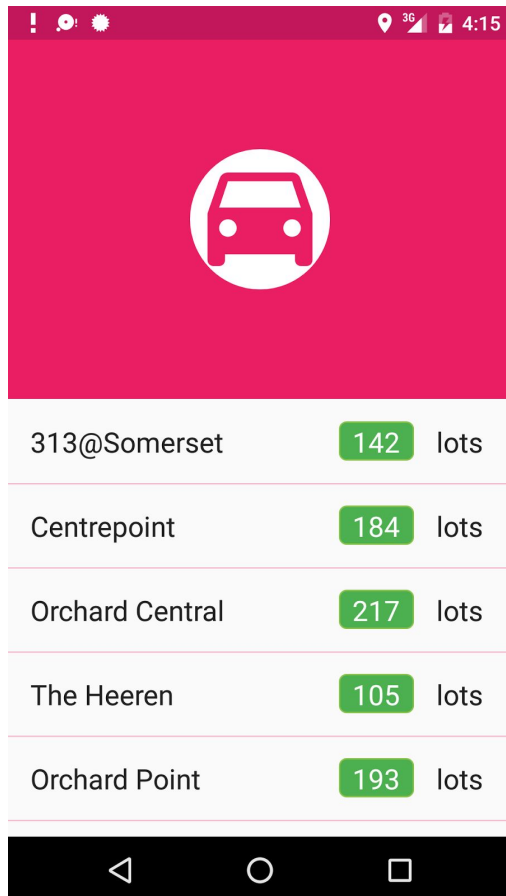 3G 4:15
313@Somerset 142 lots
Centrepoint 184 lots
Orchard Central 217 lots
The Heeren 105 lots
Orchard Point 193 lots